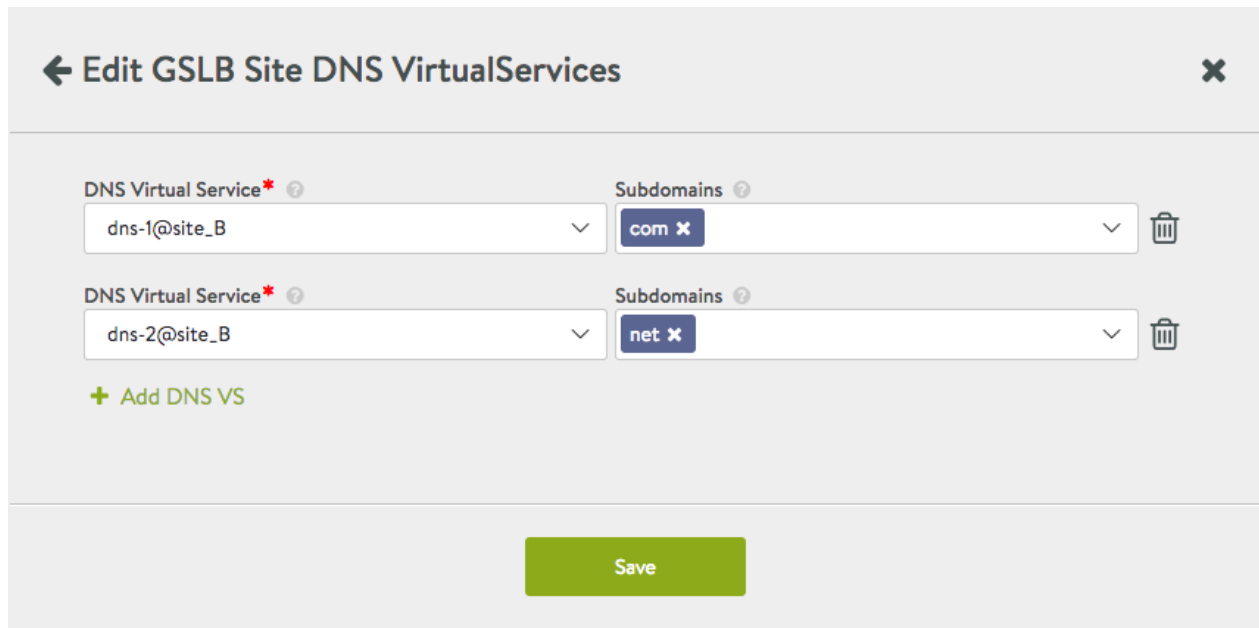 Edit GSLB Site DNS VirtualServices
DNS Virtual Service* Subdomains
dns-1@site_B com
DNS Virtual Service* Subdomains
dns-2@site_B net
+ Add DNS VS
Save